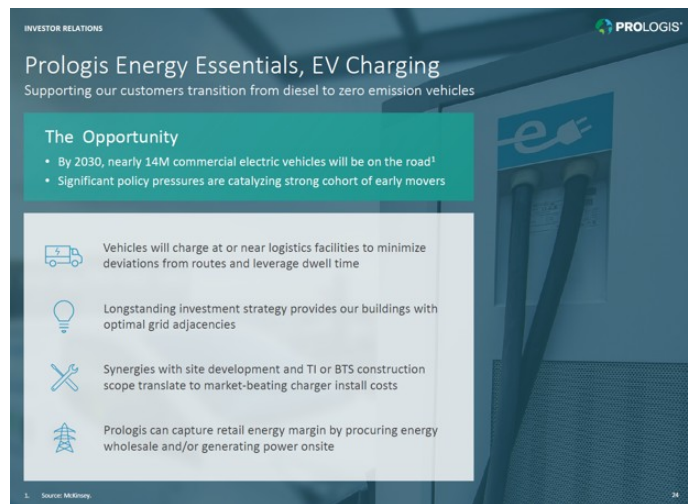 INVESTOR RELATIONS
PROLOGIS®
Prologis Energy Essentials, EV Charging
Supporting our customers transition from diesel to zero emission vehicles
The Opportunity
• By 2030, nearly 14M commercial electric vehicles will be on the road¹
• Significant policy pressures are catalyzing strong cohort of early movers
Vehicles will charge at or near logistics facilities to minimize
deviations from routes and leverage dwell time
Longstanding investment strategy provides our buildings with
optimal grid adjacencies
Synergies with site development and TI or BTS construction
scope translate to market-beating charger install costs
Prologis can capture retail energy margin by procuring energy
wholesale and/or generating power onsite
1. Source: McKinsey.
24
e